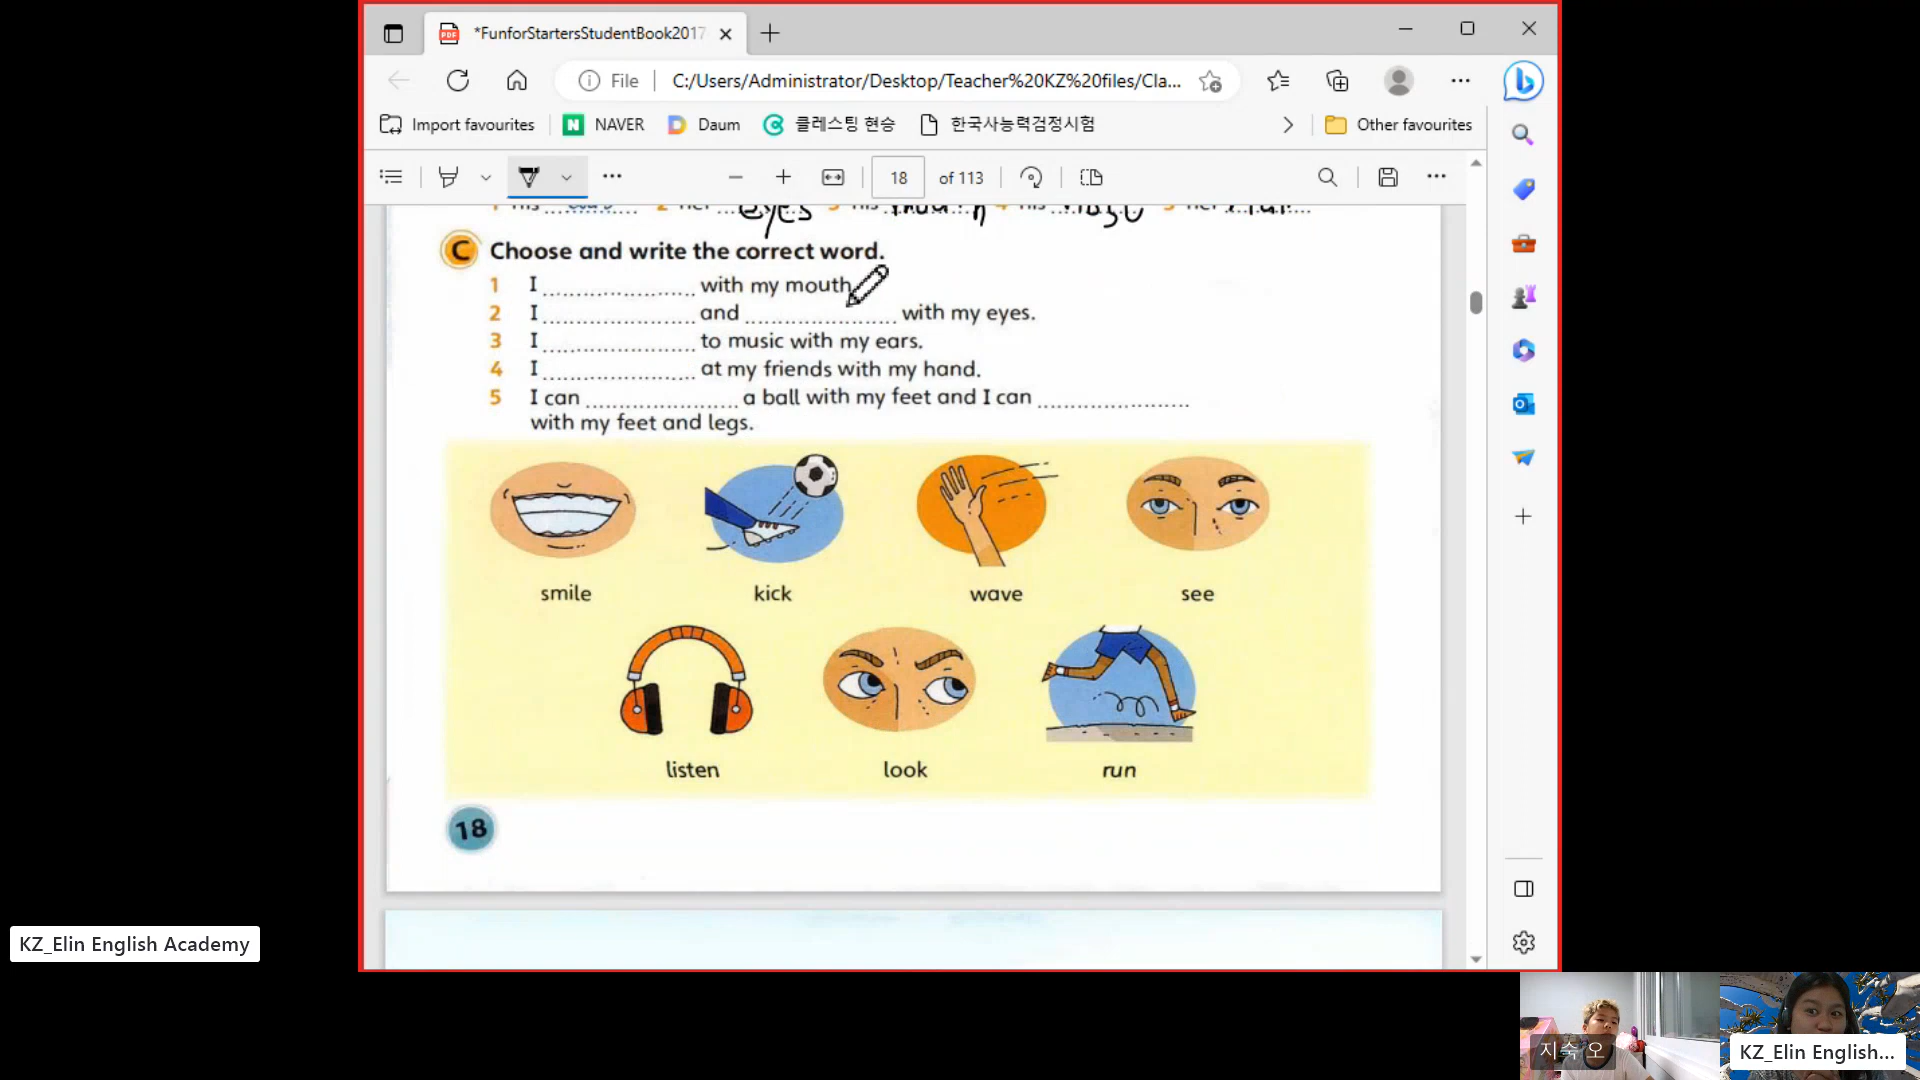 *FunforStartersStudentBook2017
File
C:/Users/Administrator/Desktop/Teacher%20KZ%20files/Cla...
Import favourites
NAVER
Daum
클레스팅 현승
한국사능력검정시험
Other favourites
18 of 113
eyes
C Choose and write the correct word.
1 I ..................... with my mouth
2 I ..................... and ..................... with my eyes.
3 I ..................... to music with my ears.
4 I ..................... at my friends with my hand.
5 I can ..................... a ball with my feet and I can .....................
with my feet and legs.
smile kick wave see
listen look run
18
KZ_Elin English Academy
지숙 오
KZ_Elin English...